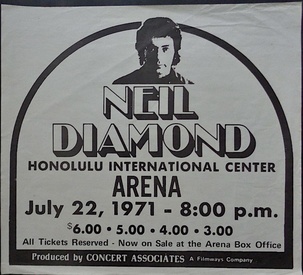 NEIL
DIAMOND
HONOLULU INTERNATIONAL CENTER
ARENA
July 22, 1971 - 8:00 p.m.
$6.00 • 5.00 • 4.00 • 3.00
All Tickets Reserved - Now on Sale at the Arena Box Office
Produced by CONCERT ASSOCIATES A Filmways Company